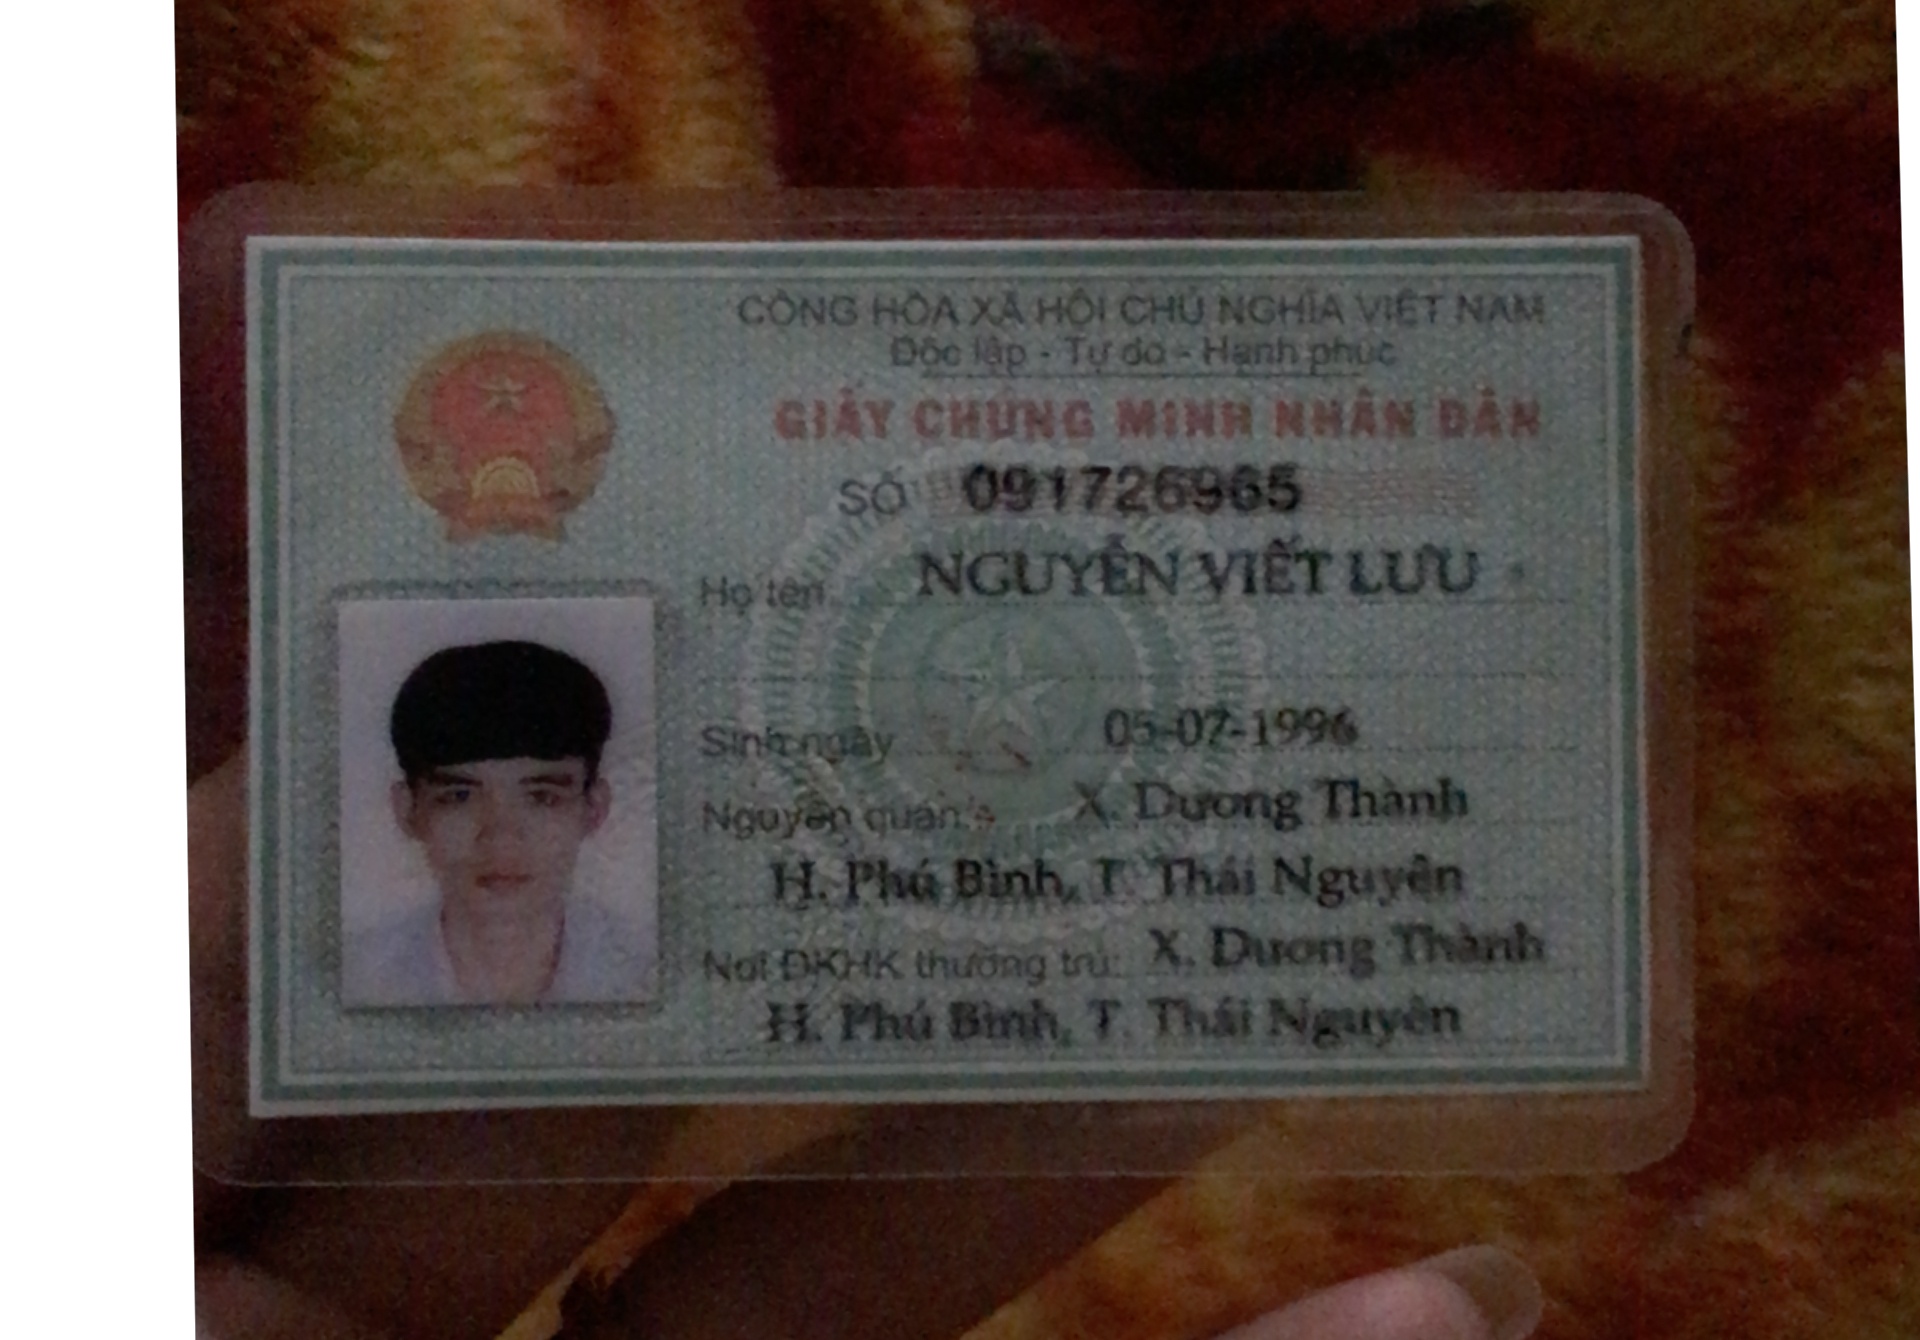 CỘNG HÒA XÃ HỘI CHỦ NGHĨA VIỆT NAM
Độc lập - Tự do - Hạnh phúc
GIẤY CHỨNG MINH NHÂN DÂN
SỐ 091726965
Họ tên NGUYỄN VIẾT LƯU
Sinh ngày 05-07-1996
Nguyên quán X. Dương Thành
H. Phú Bình, T. Thái Nguyên
Nơi ĐKHK thường trú: X. Dương Thành
H. Phú Bình, T. Thái Nguyên